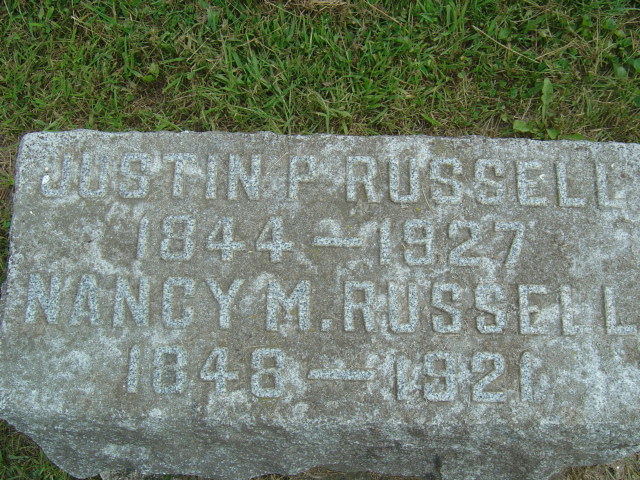 JUSTIN P RUSSELL
1844 — 1927
NANCY M. RUSSELL
1848 — 1921